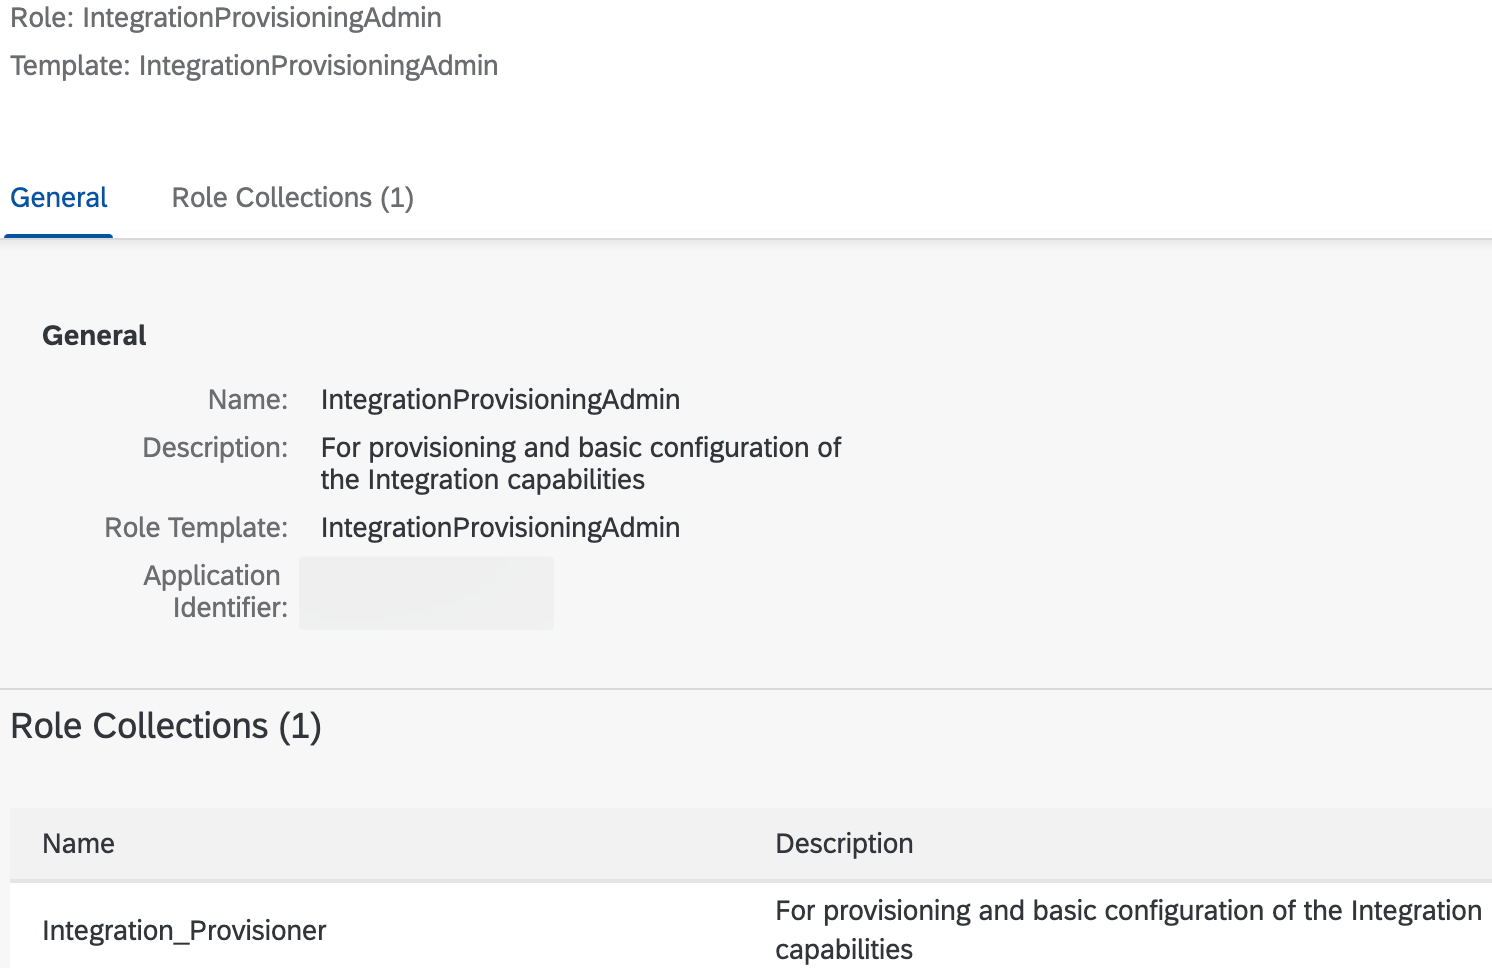 Role: IntegrationProvisioningAdmin
Template: IntegrationProvisioningAdmin
General Role Collections (1)
General
Name: IntegrationProvisioningAdmin
Description: For provisioning and basic configuration of
the Integration capabilities
Role Template: IntegrationProvisioningAdmin
Application
Identifier:
Role Collections (1)
Name Description
Integration_Provisioner For provisioning and basic configuration of the Integration
capabilities